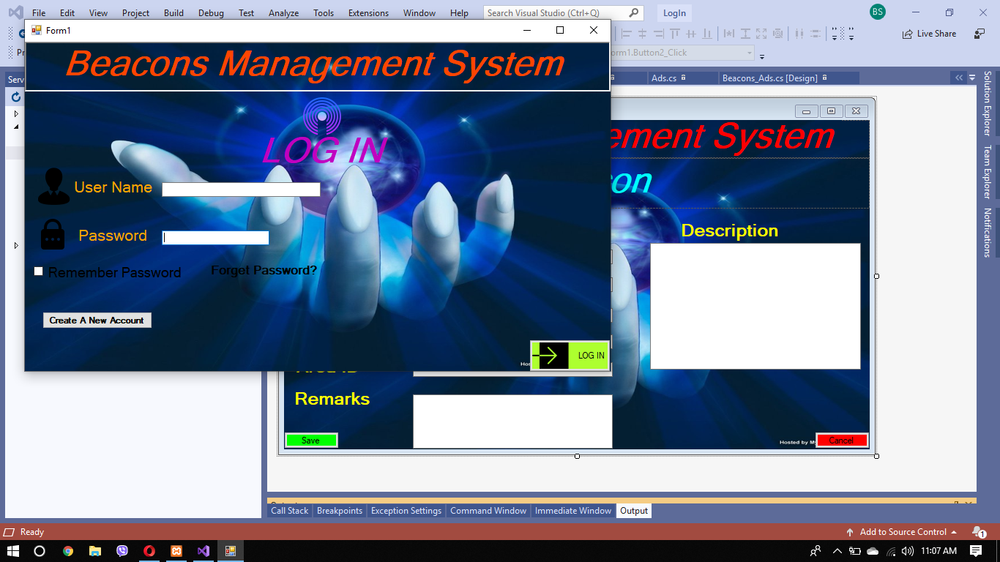 File Edit View Project Build Debug Test Analyze Tools Extensions Window Help Search Visual Studio (Ctrl+Q) LogIn BS
Form1
Live Share
orm1.Button2_Click
Serv
Ads.cs
Beacons_Ads.cs [Design]
Beacons Management System
LOG IN
User Name
Password
Remember Password
Forget Password?
Create A New Account
LOG IN
ement System
on
Description
Remarks
Save
Hosted by My
Cancel
Solution Explorer
Team Explorer
Notifications
Call Stack Breakpoints Exception Settings Command Window Immediate Window Output
Ready
Add to Source Control
1
11:07 AM